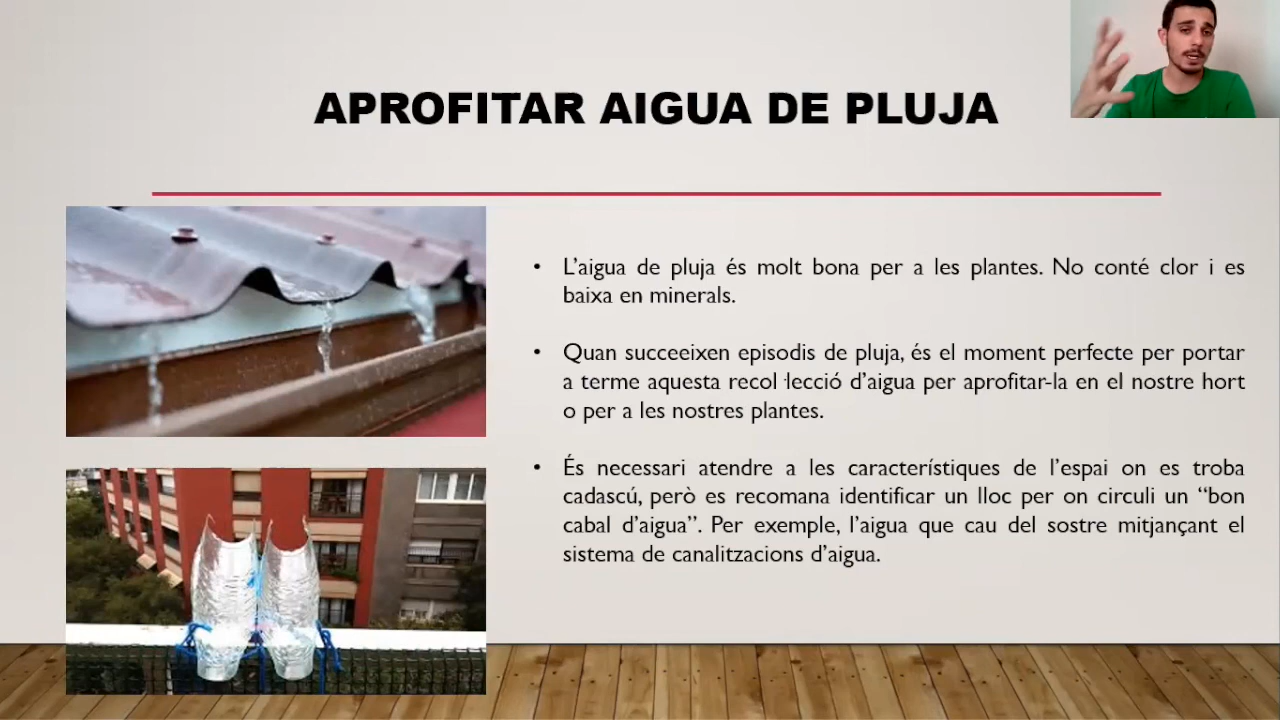 APROFITAR AIGUA DE PLUJA
• L’aigua de pluja és molt bona per a les plantes. No conté clor i es
baixa en minerals.
• Quan succeeixen episodis de pluja, és el moment perfecte per portar
a terme aquesta recol·lecció d’aigua per aprofitar-la en el nostre hort
o per a les nostres plantes.
• És necessari atendre a les característiques de l’espai on es troba
cadascú, però es recomana identificar un lloc per on circuli un “bon
cabal d’aigua”. Per exemple, l’aigua que cau del sostre mitjançant el
sistema de canalitzacions d’aigua.